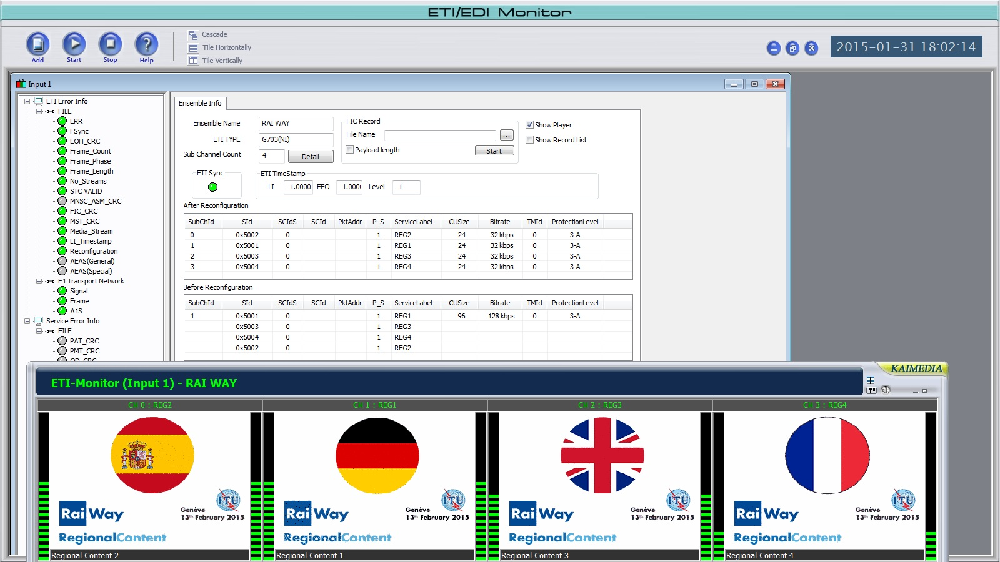 ETI/EDI Monitor
Add
Start
Stop
Help
Cascade
Tile Horizontally
Tile Vertically
2015-01-31 18:02:14
Input 1
ETI Error Info
FILE
ERR
FSync
EOH_CRC
Frame_Count
Frame_Phase
Frame_Length
No_Streams
STC VALID
MNSC_ASM_CRC
FIC_CRC
MST_CRC
Media_Stream
LI_Timestamp
Reconfiguration
AEAS(General)
AEAS(Special)
E1 Transport Network
Signal
Frame
A1S
Service Error Info
FILE
PAT_CRC
PMT_CRC
OD_CRC
Ensemble Info
Ensemble Name RAI WAY
ETI TYPE G703(NI)
Sub Channel Count 4 Detail
FIC Record
File Name ...
Payload length Start
Show Player
Show Record List
ETI Sync
ETI TimeStamp
LI -1.0000 EFO -1.000 Level -1
After Reconfiguration
SubChId SId SCIdS SCId PktAddr P_S ServiceLabel CUSize Bitrate TMId ProtectionLevel
0 0x5002 0 1 REG2 24 32 kbps 0 3-A
1 0x5001 0 1 REG1 24 32 kbps 0 3-A
2 0x5003 0 1 REG3 24 32 kbps 0 3-A
3 0x5004 0 1 REG4 24 32 kbps 0 3-A
Before Reconfiguration
SubChId SId SCIdS SCId PktAddr P_S ServiceLabel CUSize Bitrate TMId ProtectionLevel
1 0x5001 0 1 REG1 96 128 kbps 0 3-A
0x5003 0 1 REG3
0x5004 0 1 REG4
0x5002 0 1 REG2
KAIMEDIA
ETI-Monitor (Input 1) - RAI WAY
CH 0 : REG2
ITU
Rai Way
Genève
13th February 2015
RegionalContent
Regional Content 2
CH 1 : REG1
ITU
Rai Way
Genève
13th February 2015
RegionalContent
Regional Content 1
CH 2 : REG3
ITU
Rai Way
Genève
13th February 2015
RegionalContent
Regional Content 3
CH 3 : REG4
ITU
Rai Way
Genève
13th February 2015
RegionalContent
Regional Content 4